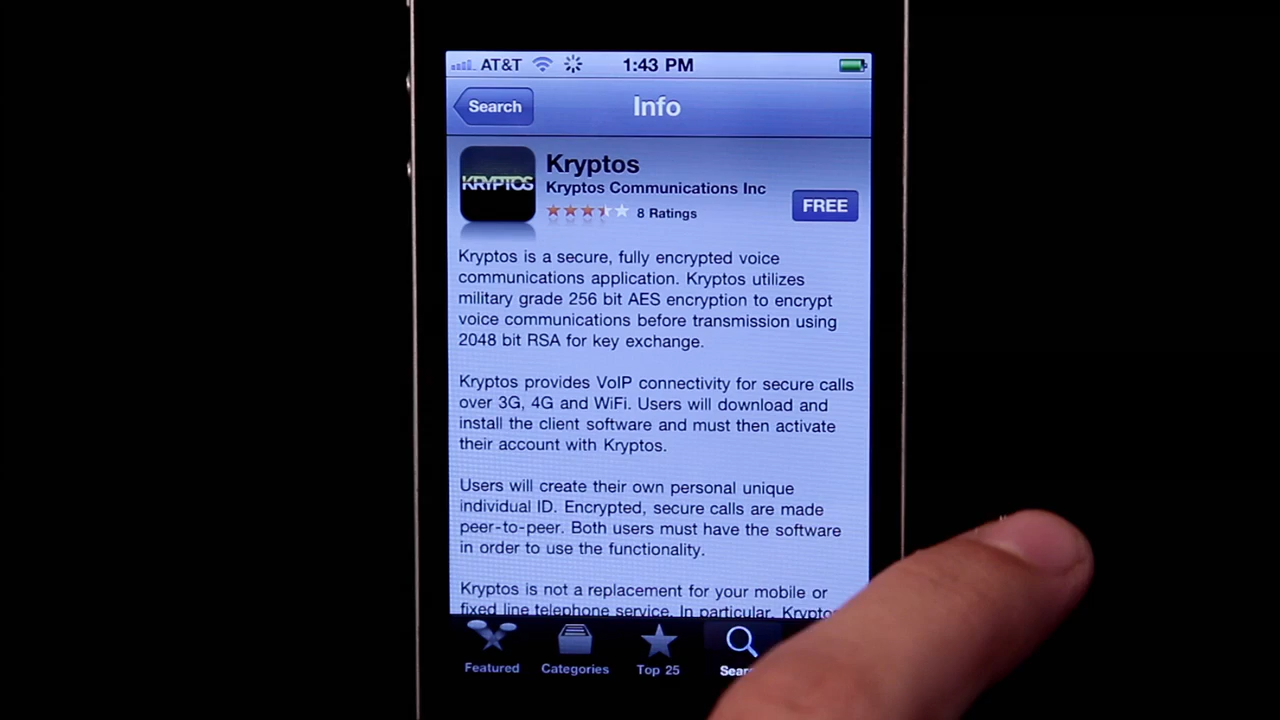 AT&T 1:43 PM
Search Info
KRYPTOS
Kryptos
Kryptos Communications Inc
8 Ratings
FREE
Kryptos is a secure, fully encrypted voice
communications application. Kryptos utilizes
military grade 256 bit AES encryption to encrypt
voice communications before transmission using
2048 bit RSA for key exchange.
Kryptos provides VoIP connectivity for secure calls
over 3G, 4G and WiFi. Users will download and
install the client software and must then activate
their account with Kryptos.
Users will create their own personal unique
individual ID. Encrypted, secure calls are made
peer-to-peer. Both users must have the software
in order to use the functionality.
Kryptos is not a replacement for your mobile or
fixed line telephone service. In particular, Kryptos
Featured Categories Top 25